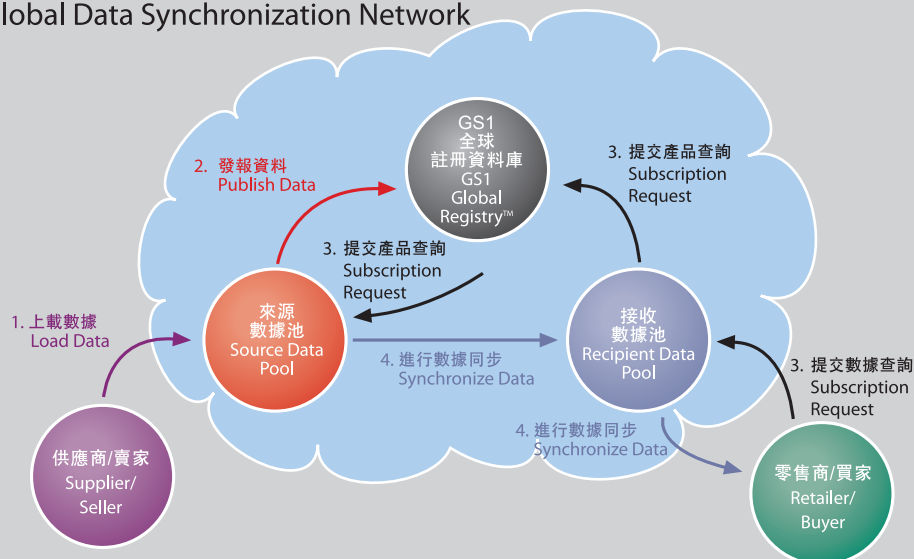 lobal Data Synchronization Network
GS1
全球
註冊資料庫
GS1
Global
Registry™
2. 發報資料
Publish Data
3. 提交產品查詢
Subscription
Request
3. 提交產品查詢
Subscription
Request
1. 上載數據
Load Data
來源
數據池
Source Data
Pool
接收
數據池
Recipient Data
Pool
4. 進行數據同步
Synchronize Data
3. 提交數據查詢
Subscription
Request
4. 進行數據同步
Synchronize Data
供應商/賣家
Supplier/
Seller
零售商/買家
Retailer/
Buyer